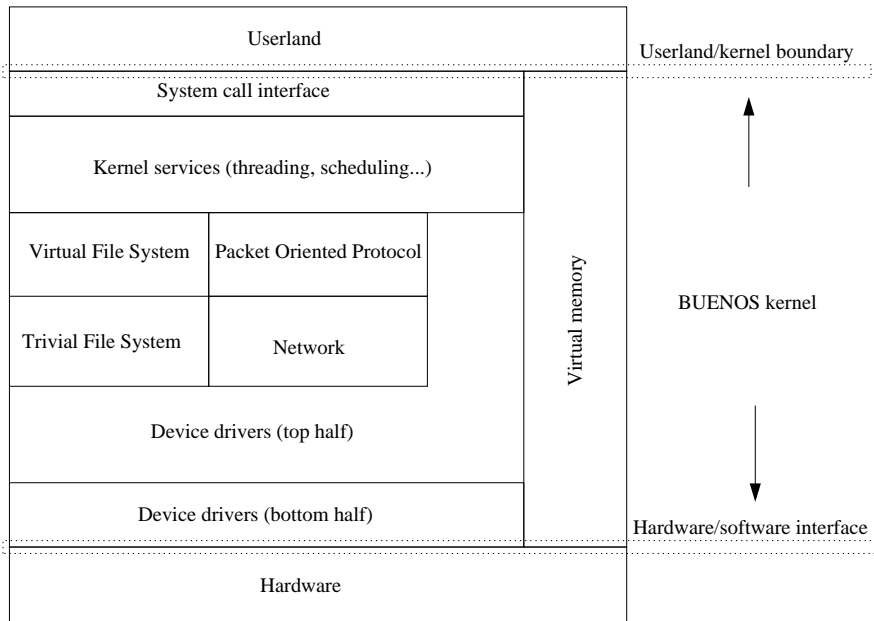 Userland
Userland/kernel boundary
System call interface
Kernel services (threading, scheduling...)
Virtual File System
Packet Oriented Protocol
Virtual memory
BUENOS kernel
Trivial File System
Network
Device drivers (top half)
Device drivers (bottom half)
Hardware/software interface
Hardware